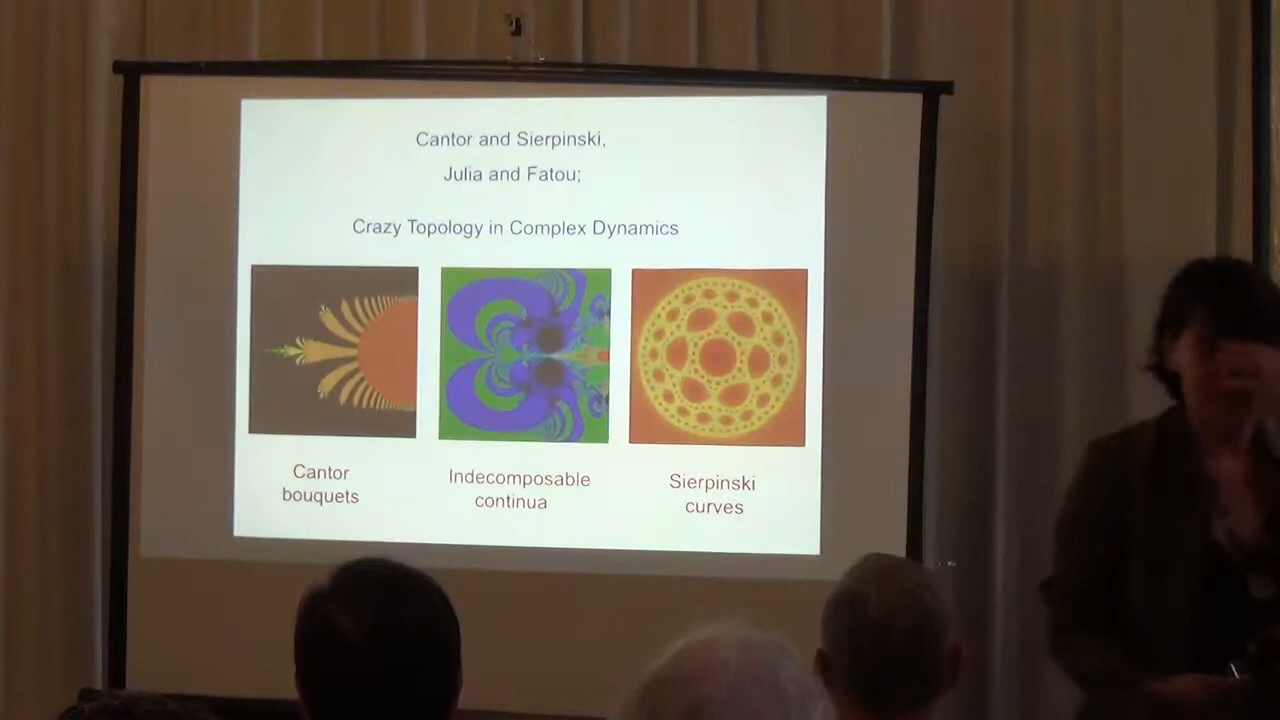 Cantor and Sierpinski,
Julia and Fatou;
Crazy Topology in Complex Dynamics
Cantor
bouquets
Indecomposable
continua
Sierpinski
curves